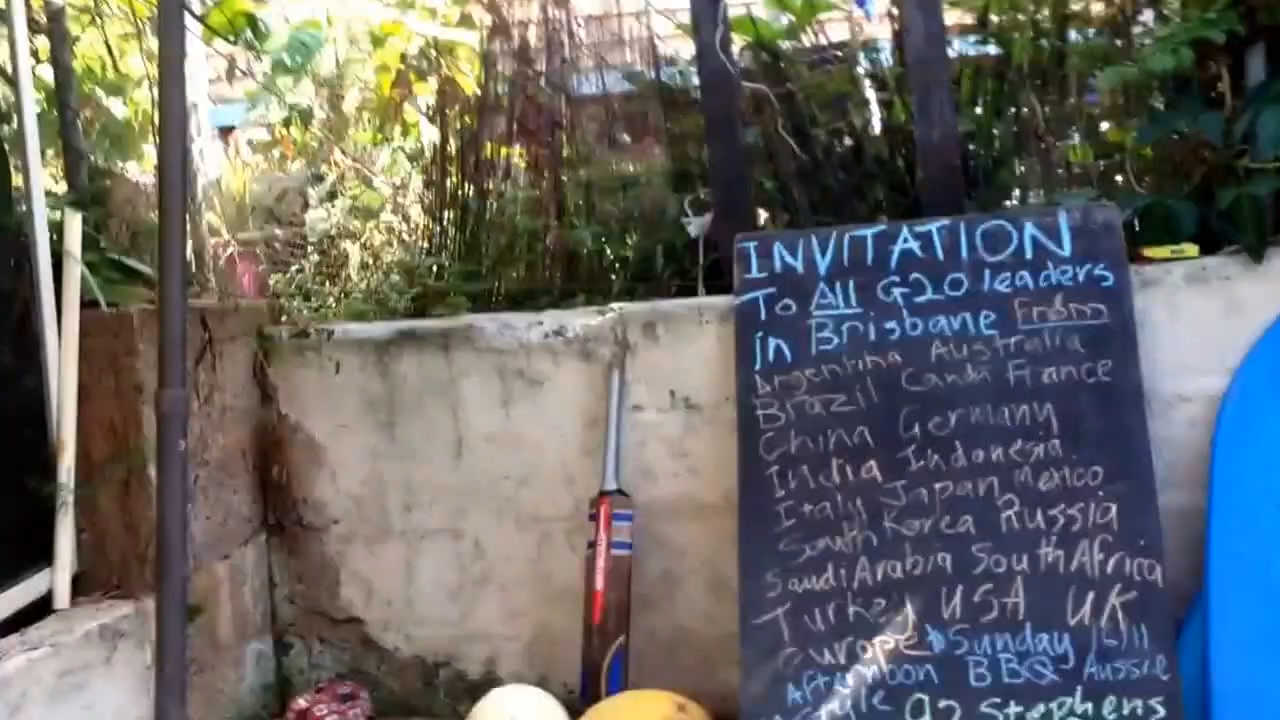 INVITATION
To All G20 leaders
in Brisbane From
Argentina Australia
Brazil Canda France
China Germany
India Indonesia
Italy Japan Mexico
South Korea Russia
Saudi Arabia South Africa
Turkey USA UK
europe Sunday 16/11
Afternoon BBQ Aussie
style 92 Stephens